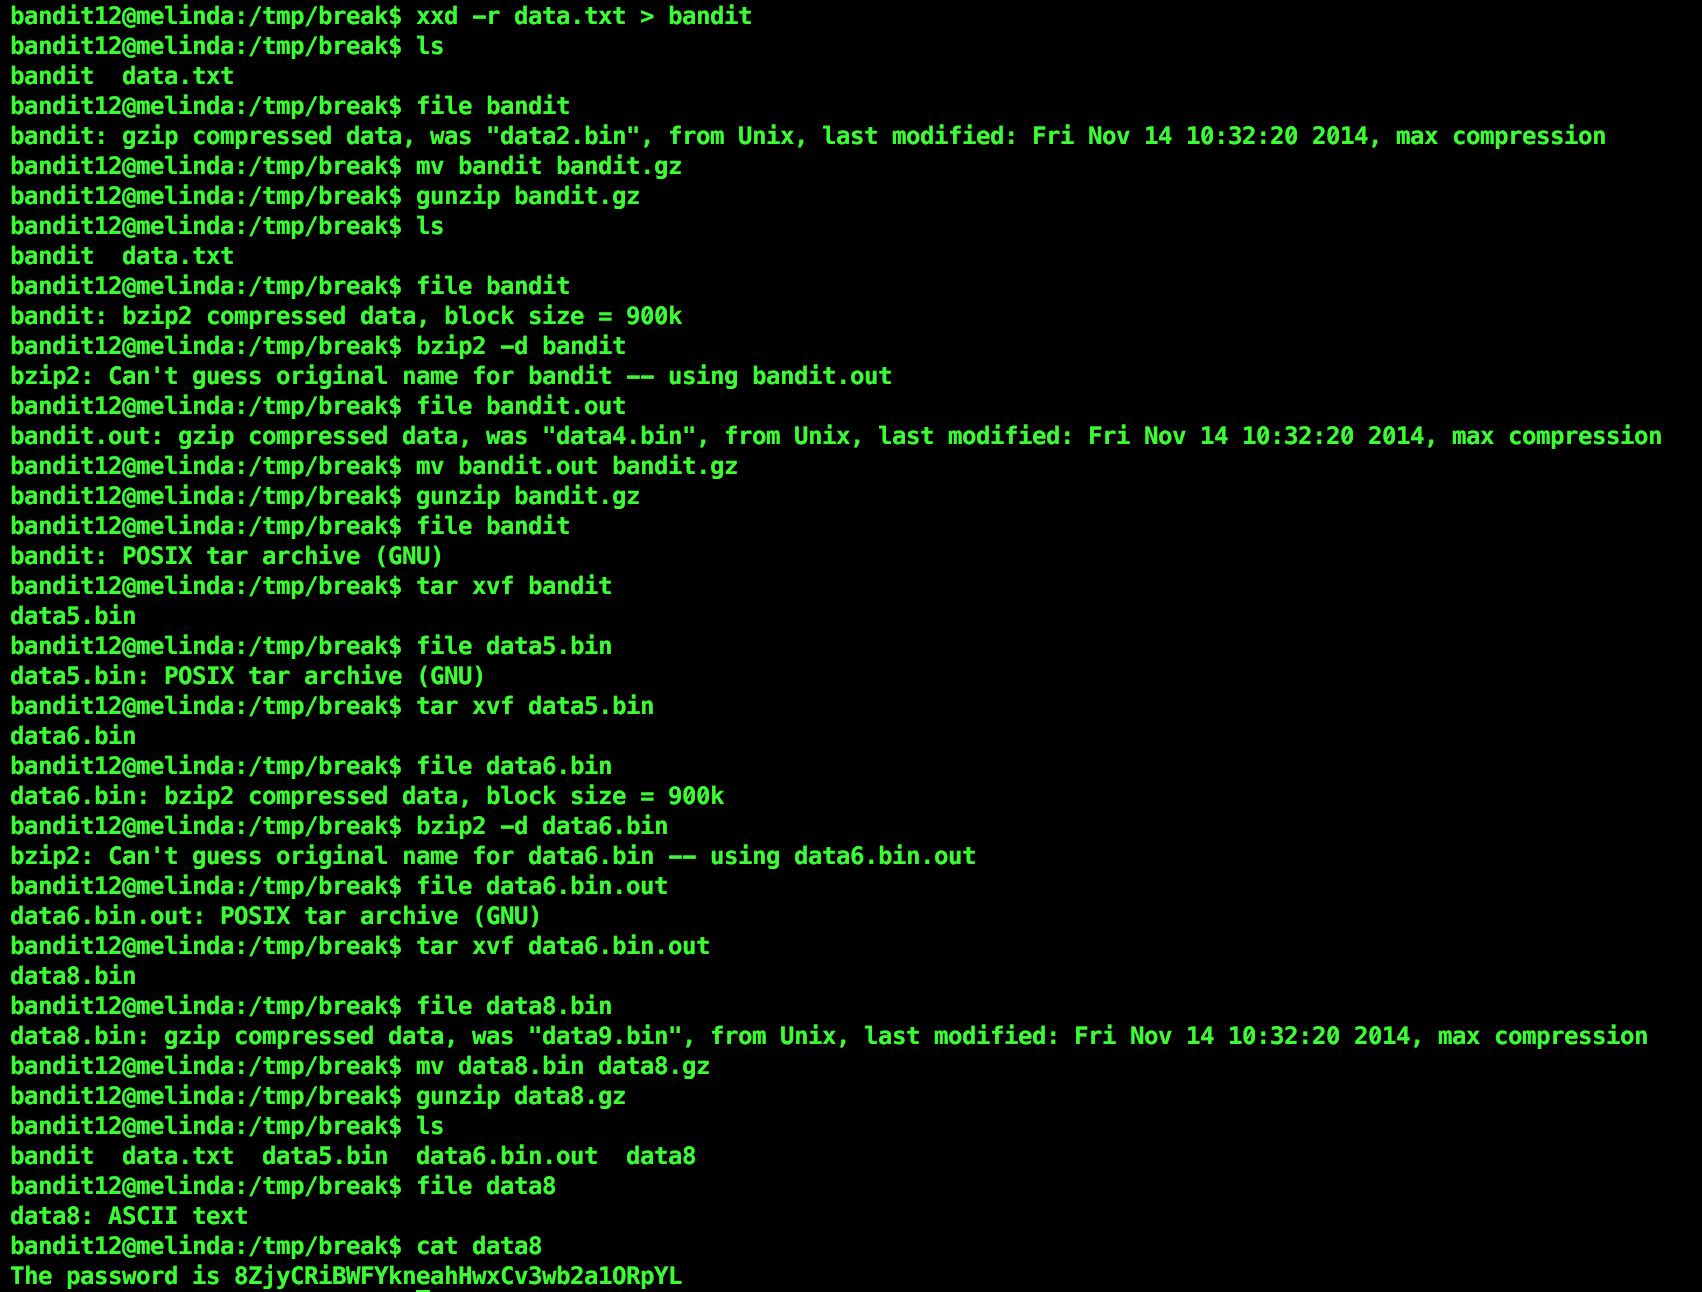 bandit12@melinda:/tmp/break$ xxd -r data.txt > bandit
bandit12@melinda:/tmp/break$ ls
bandit  data.txt
bandit12@melinda:/tmp/break$ file bandit
bandit: gzip compressed data, was "data2.bin", from Unix, last modified: Fri Nov 14 10:32:20 2014, max compression
bandit12@melinda:/tmp/break$ mv bandit bandit.gz
bandit12@melinda:/tmp/break$ gunzip bandit.gz
bandit12@melinda:/tmp/break$ ls
bandit  data.txt
bandit12@melinda:/tmp/break$ file bandit
bandit: bzip2 compressed data, block size = 900k
bandit12@melinda:/tmp/break$ bzip2 -d bandit
bzip2: Can't guess original name for bandit -- using bandit.out
bandit12@melinda:/tmp/break$ file bandit.out
bandit.out: gzip compressed data, was "data4.bin", from Unix, last modified: Fri Nov 14 10:32:20 2014, max compression
bandit12@melinda:/tmp/break$ mv bandit.out bandit.gz
bandit12@melinda:/tmp/break$ gunzip bandit.gz
bandit12@melinda:/tmp/break$ file bandit
bandit: POSIX tar archive (GNU)
bandit12@melinda:/tmp/break$ tar xvf bandit
data5.bin
bandit12@melinda:/tmp/break$ file data5.bin
data5.bin: POSIX tar archive (GNU)
bandit12@melinda:/tmp/break$ tar xvf data5.bin
data6.bin
bandit12@melinda:/tmp/break$ file data6.bin
data6.bin: bzip2 compressed data, block size = 900k
bandit12@melinda:/tmp/break$ bzip2 -d data6.bin
bzip2: Can't guess original name for data6.bin -- using data6.bin.out
bandit12@melinda:/tmp/break$ file data6.bin.out
data6.bin.out: POSIX tar archive (GNU)
bandit12@melinda:/tmp/break$ tar xvf data6.bin.out
data8.bin
bandit12@melinda:/tmp/break$ file data8.bin
data8.bin: gzip compressed data, was "data9.bin", from Unix, last modified: Fri Nov 14 10:32:20 2014, max compression
bandit12@melinda:/tmp/break$ mv data8.bin data8.gz
bandit12@melinda:/tmp/break$ gunzip data8.gz
bandit12@melinda:/tmp/break$ ls
bandit  data.txt  data5.bin  data6.bin.out  data8
bandit12@melinda:/tmp/break$ file data8
data8: ASCII text
bandit12@melinda:/tmp/break$ cat data8
The password is 8ZjyCRiBWFYkneahHwxCv3wb2a1ORpYL